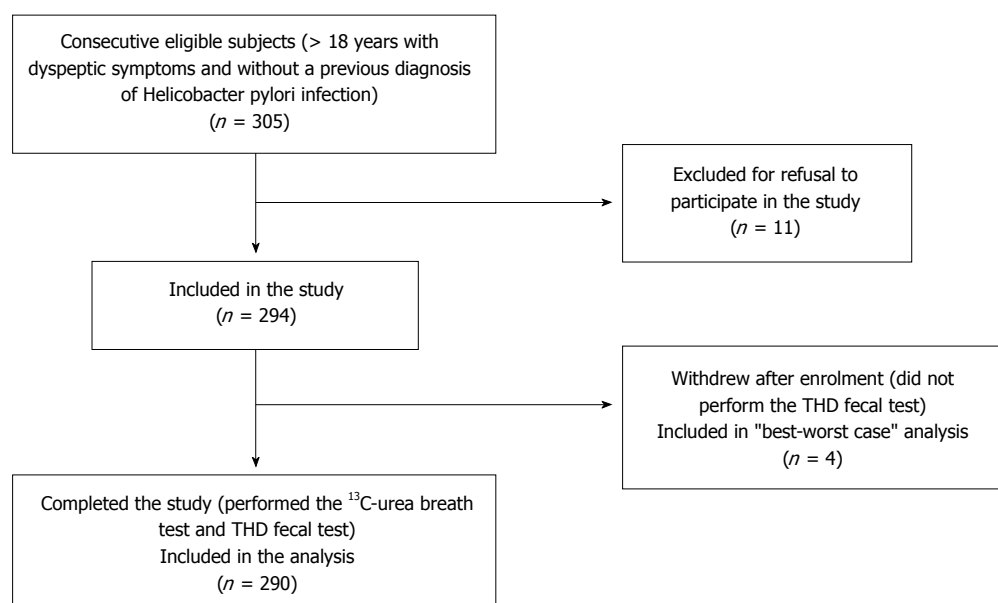 Consecutive eligible subjects (> 18 years with
dyspeptic symptoms and without a previous diagnosis
of Helicobacter pylori infection)
(n = 305)
Excluded for refusal to
participate in the study
(n = 11)
Included in the study
(n = 294)
Withdrew after enrolment (did not
perform the THD fecal test)
Included in "best-worst case" analysis
(n = 4)
Completed the study (performed the ¹³C-urea breath
test and THD fecal test)
Included in the analysis
(n = 290)